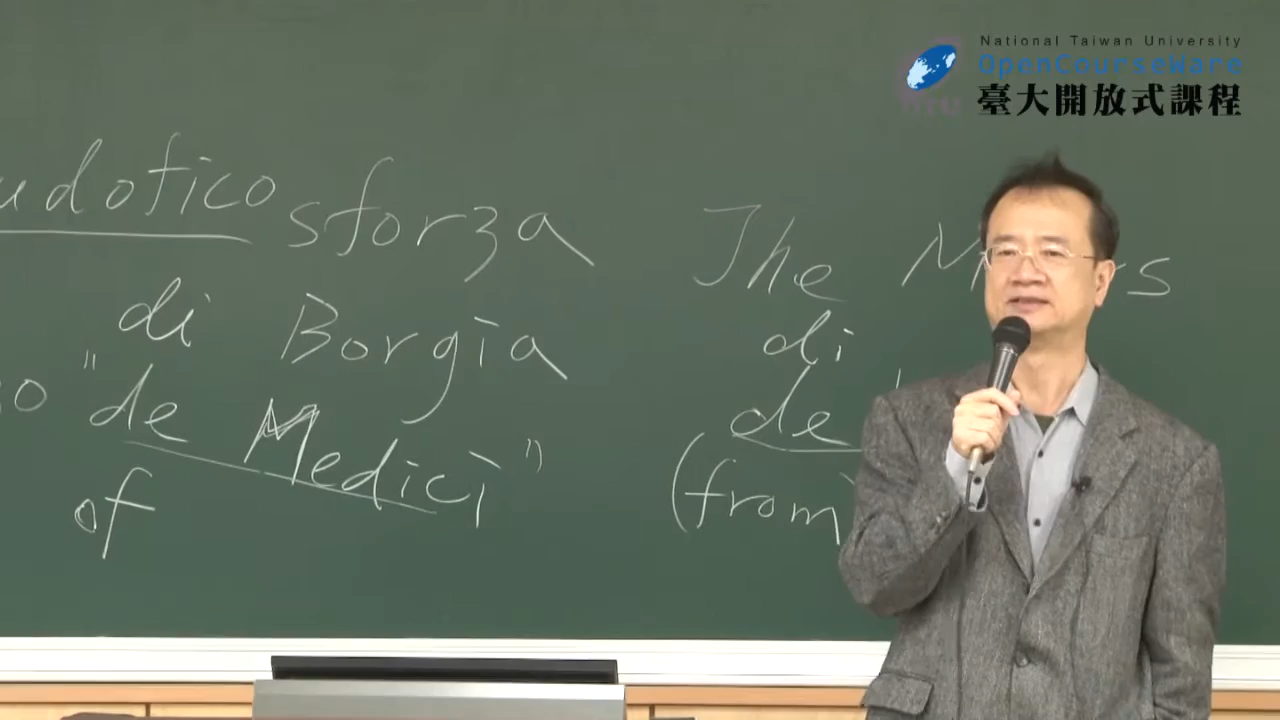 National Taiwan University
OpenCourseWare
臺大開放式課程
udofico sforza
di Borgia
"de Medici"
of
The
di
de
(from